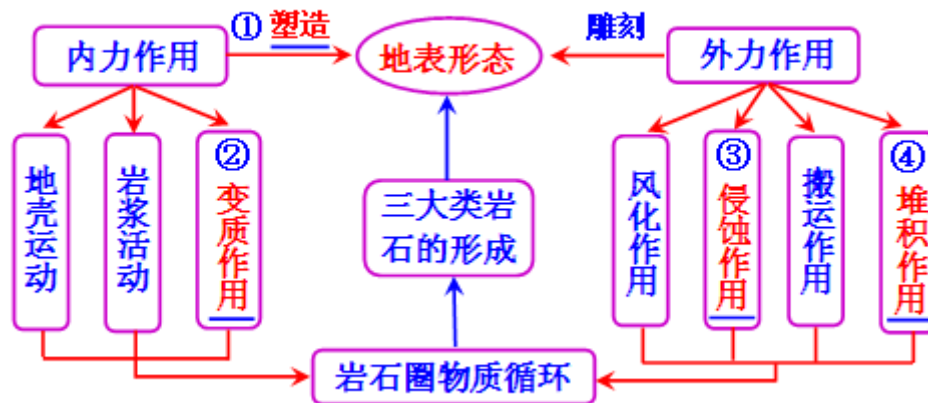 ① 塑造
雕刻
内力作用
地表形态
外力作用
地壳运动
岩浆活动
②
变质作用
三大类岩
石的形成
风化作用
③
侵蚀作用
搬运作用
④
堆积作用
岩石圈物质循环